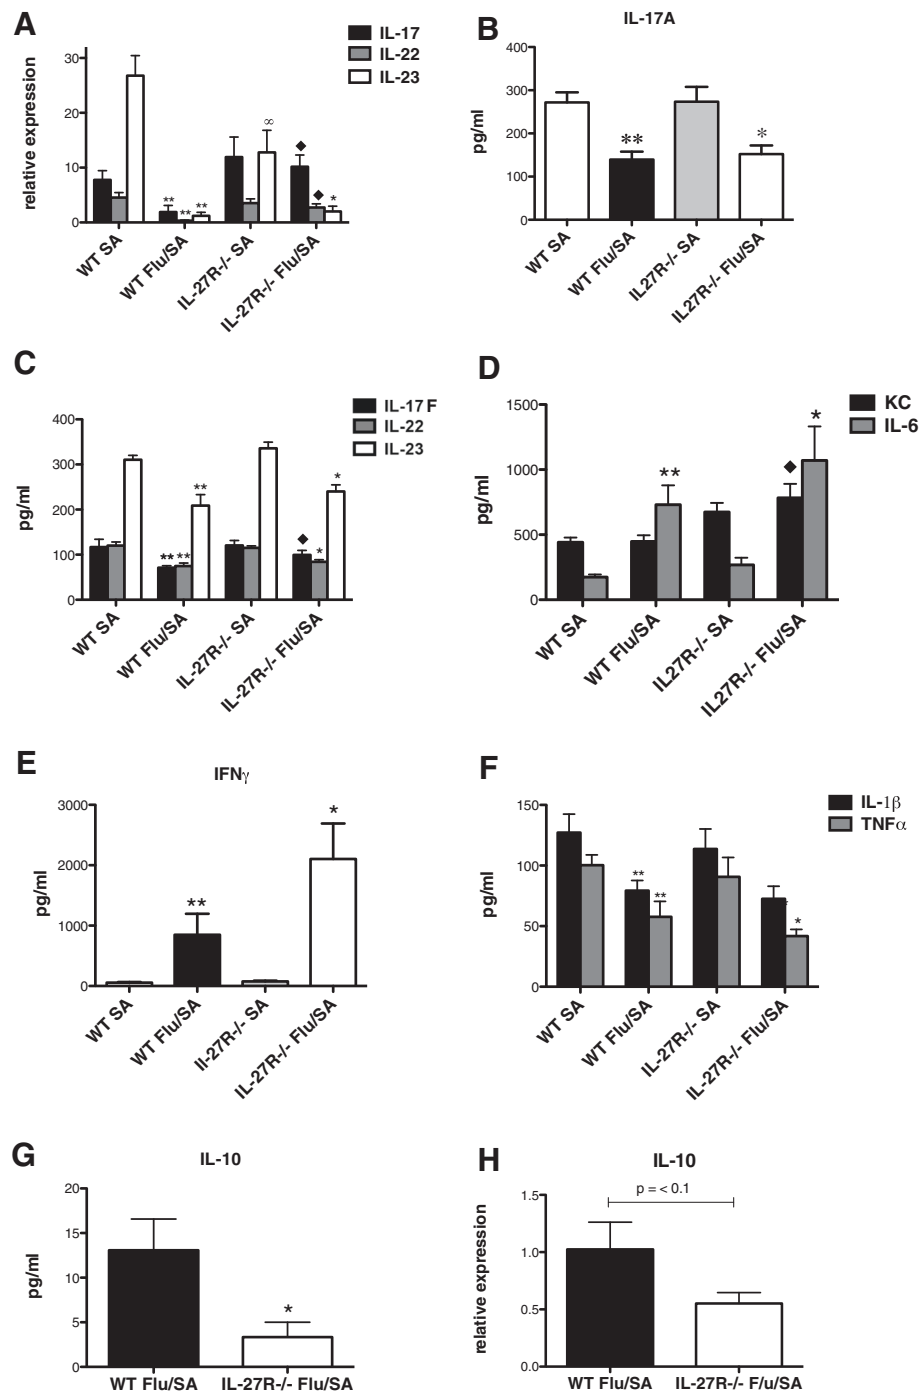 A
IL-17
IL-22
IL-23
relative expression
30
20
10
0
∞
◆
◆
**
**
**
*
WT SA
WT Flu/SA
IL-27R-/- SA
IL-27R-/- Flu/SA
B
IL-17A
pg/ml
400
300
200
100
0
**
*
WT SA
WT Flu/SA
IL27R-/- SA
IL27R-/- Flu/SA
C
IL-17 F
IL-22
IL-23
pg/ml
400
300
200
100
0
**
**
**
◆
*
*
WT SA
WT Flu/SA
IL-27R-/- SA
IL-27R-/- Flu/SA
D
KC
IL-6
pg/ml
1500
1000
500
0
**
◆
*
WT SA
WT Flu/SA
IL27R-/- SA
IL27R-/- Flu/SA
E
IFNγ
pg/ml
3000
2000
1000
0
**
*
WT SA
WT Flu/SA
Il-27R-/- SA
IL-27R-/- Flu/SA
F
IL-1β
TNFα
pg/ml
150
100
50
0
**
**
*
WT SA
WT Flu/SA
IL-27R-/- SA
IL-27R-/- Flu/SA
G
IL-10
pg/ml
20
15
10
5
0
*
WT Flu/SA
IL-27R-/- Flu/SA
H
IL-10
p = < 0.1
relative expression
1.5
1.0
0.5
0.0
WT Flu/SA
IL-27R-/- F/u/SA